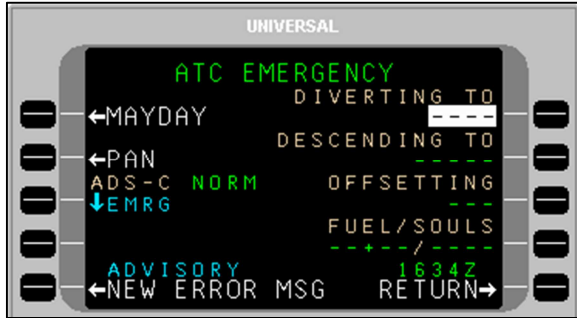 UNIVERSAL
ATC EMERGENCY
DIVERTING TO
←MAYDAY ----
DESCENDING TO
←PAN -----
ADS-C NORM OFFSETTING
↓EMRG ---
FUEL/SOULS
--+--/----
ADVISORY 1634Z
←NEW ERROR MSG RETURN→